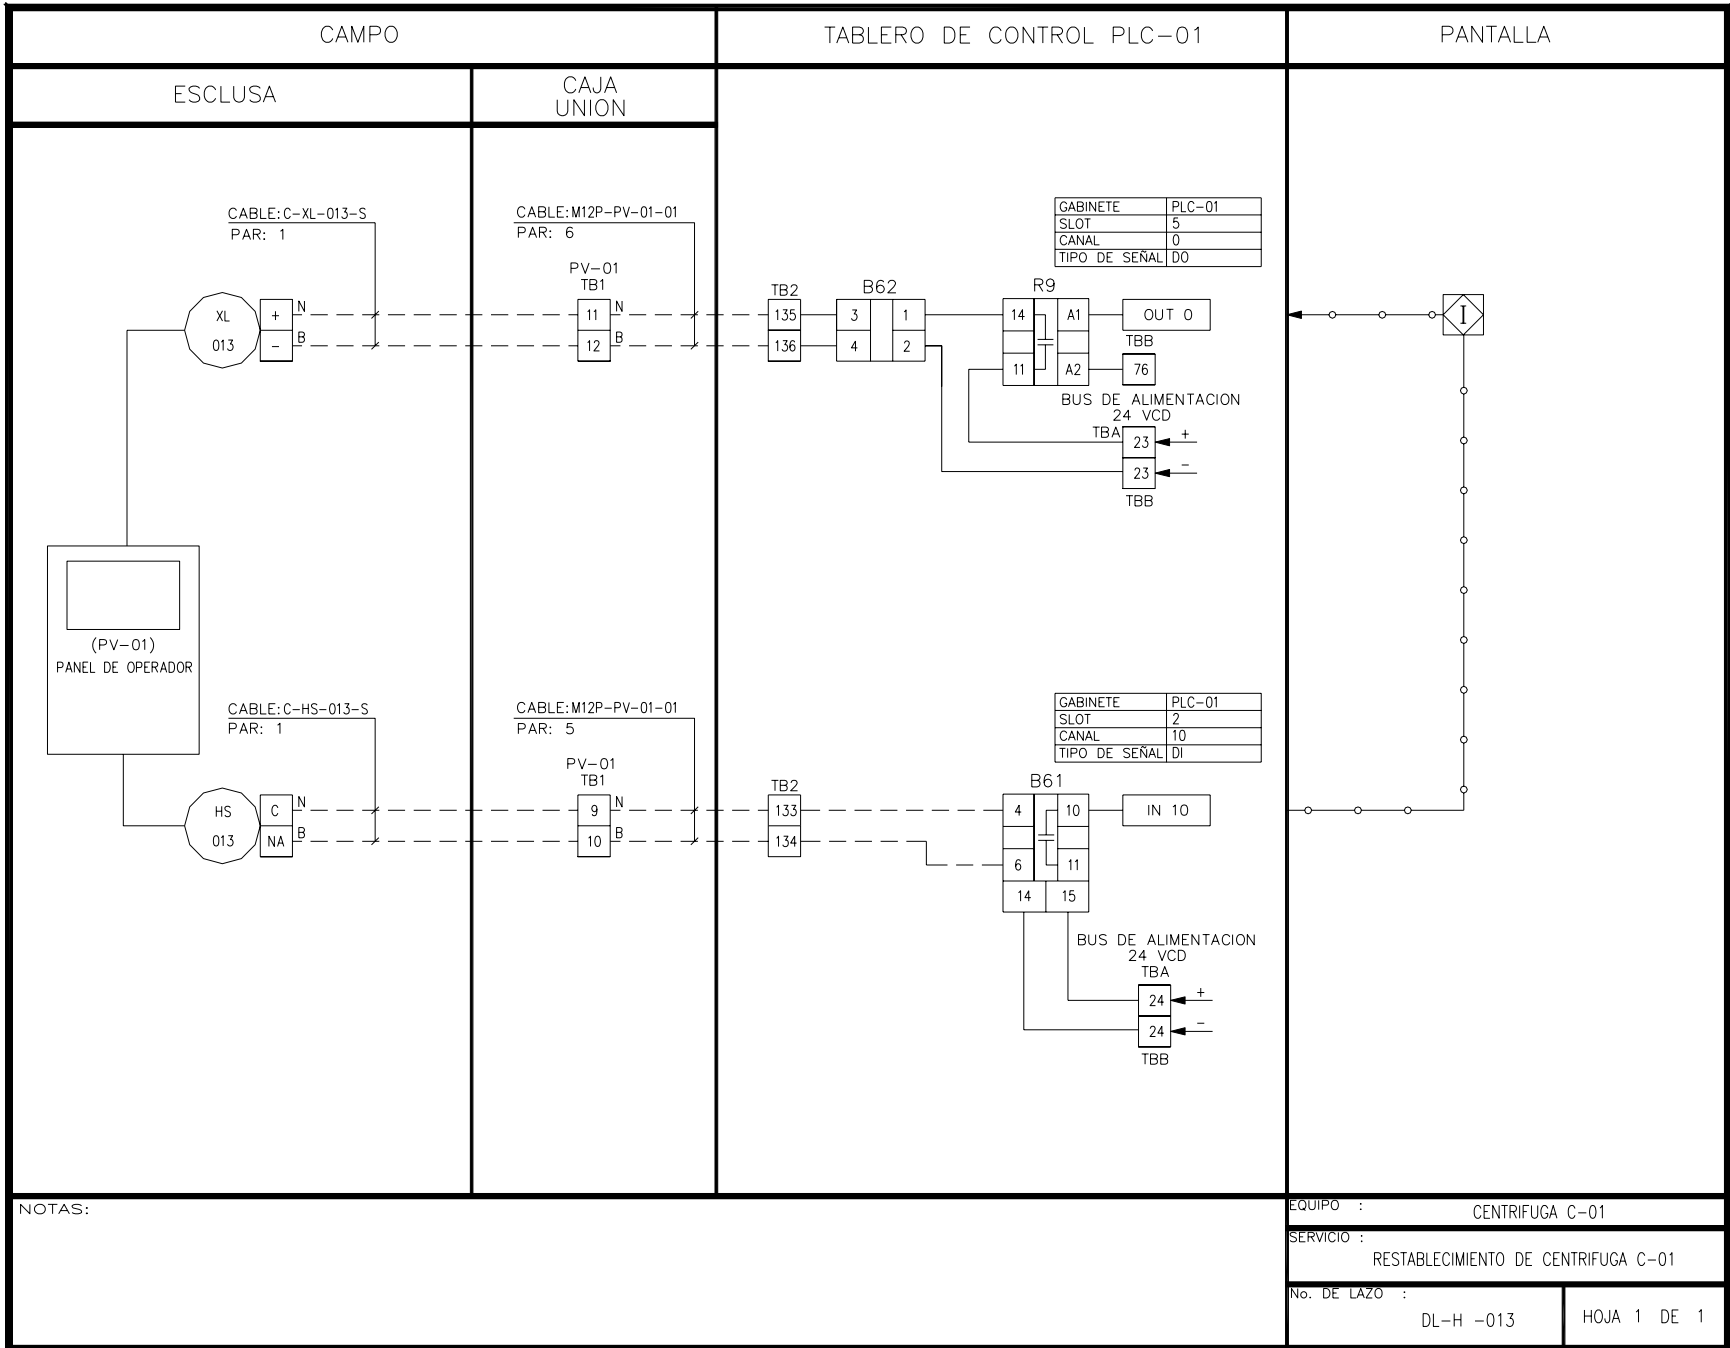 CAMPO
TABLERO DE CONTROL PLC-01
PANTALLA
ESCLUSA
CAJA
UNION
CABLE: C-XL-013-S
PAR: 1
CABLE: M12P-PV-01-01
PAR: 6
GABINETE PLC-01
SLOT 5
CANAL 0
TIPO DE SEÑAL DO
PV-01
TB1
TB2
B62
R9
XL
013
+
-
N
B
11
12
N
B
135
136
3
4
1
2
14
11
A1
A2
OUT 0
TBB
76
BUS DE ALIMENTACION
24 VCD
TBA
23
+
23
-
TBB
I
(PV-01)
PANEL DE OPERADOR
CABLE: C-HS-013-S
PAR: 1
CABLE: M12P-PV-01-01
PAR: 5
GABINETE PLC-01
SLOT 2
CANAL 10
TIPO DE SEÑAL DI
PV-01
TB1
TB2
B61
HS
013
C
NA
N
B
9
10
N
B
133
134
4
6
10
11
14
15
IN 10
BUS DE ALIMENTACION
24 VCD
TBA
24
+
24
-
TBB
NOTAS:
EQUIPO :
CENTRIFUGA C-01
SERVICIO :
RESTABLECIMIENTO DE CENTRIFUGA C-01
No. DE LAZO :
DL-H -013
HOJA 1 DE 1